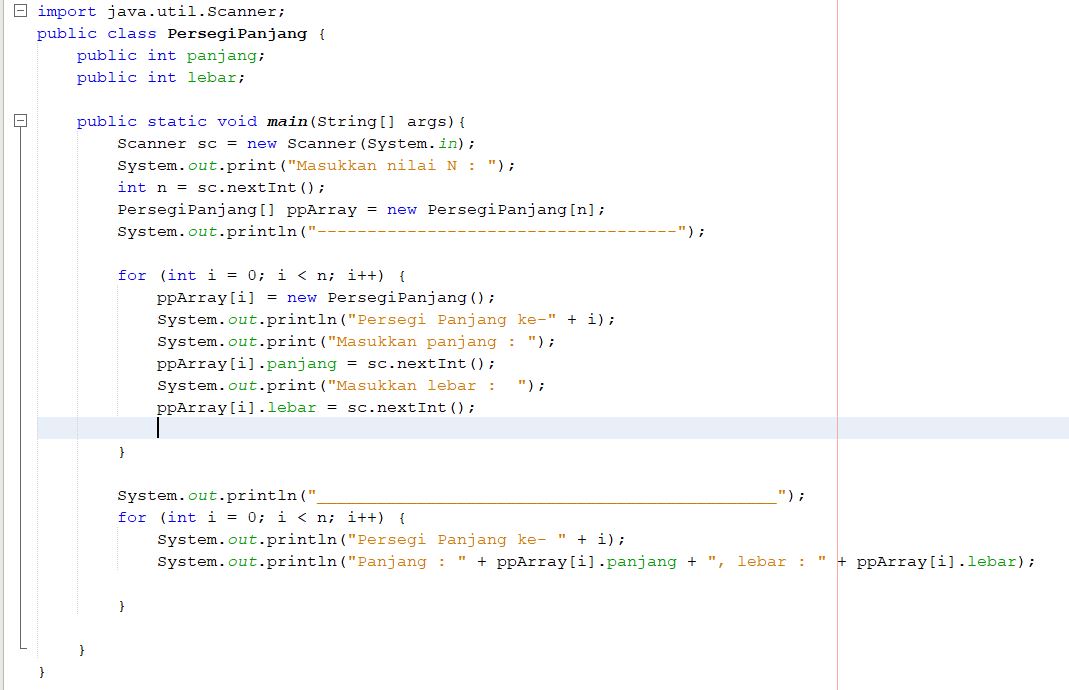 import java.util.Scanner;
public class PersegiPanjang {
    public int panjang;
    public int lebar;

    public static void main(String[] args){
        Scanner sc = new Scanner(System.in);
        System.out.print("Masukkan nilai N : ");
        int n = sc.nextInt();
        PersegiPanjang[] ppArray = new PersegiPanjang[n];
        System.out.println("------------------------------------");

        for (int i = 0; i < n; i++) {
            ppArray[i] = new PersegiPanjang();
            System.out.println("Persegi Panjang ke-" + i);
            System.out.print("Masukkan panjang : ");
            ppArray[i].panjang = sc.nextInt();
            System.out.print("Masukkan lebar :  ");
            ppArray[i].lebar = sc.nextInt();

        }

        System.out.println("______________________________________________");
        for (int i = 0; i < n; i++) {
            System.out.println("Persegi Panjang ke- " + i);
            System.out.println("Panjang : " + ppArray[i].panjang + ", lebar : " + ppArray[i].lebar);

        }

    }
}